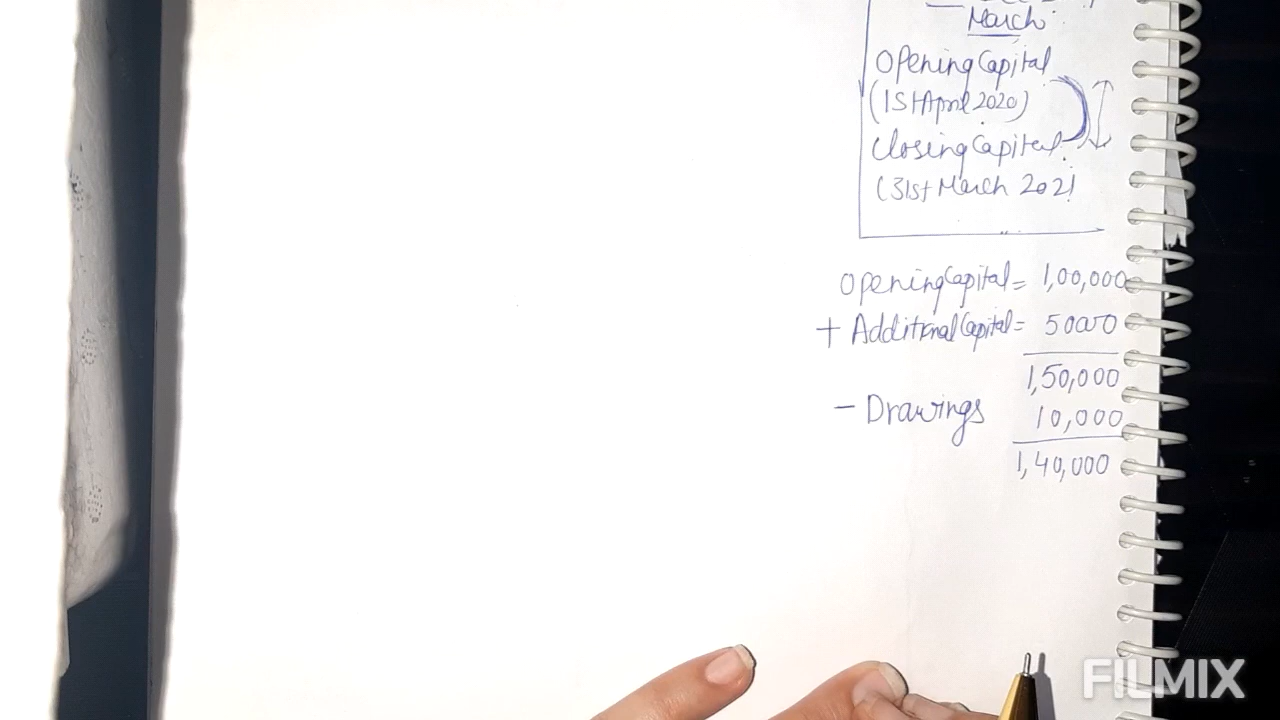 March
Opening Capital
(1st April 2020)
Closing Capital
(31st March 2021
Opening Capital = 1,00,000
+ Additional Capital = 50000
1,50,000
- Drawings 10,000
1,40,000
FILMIX